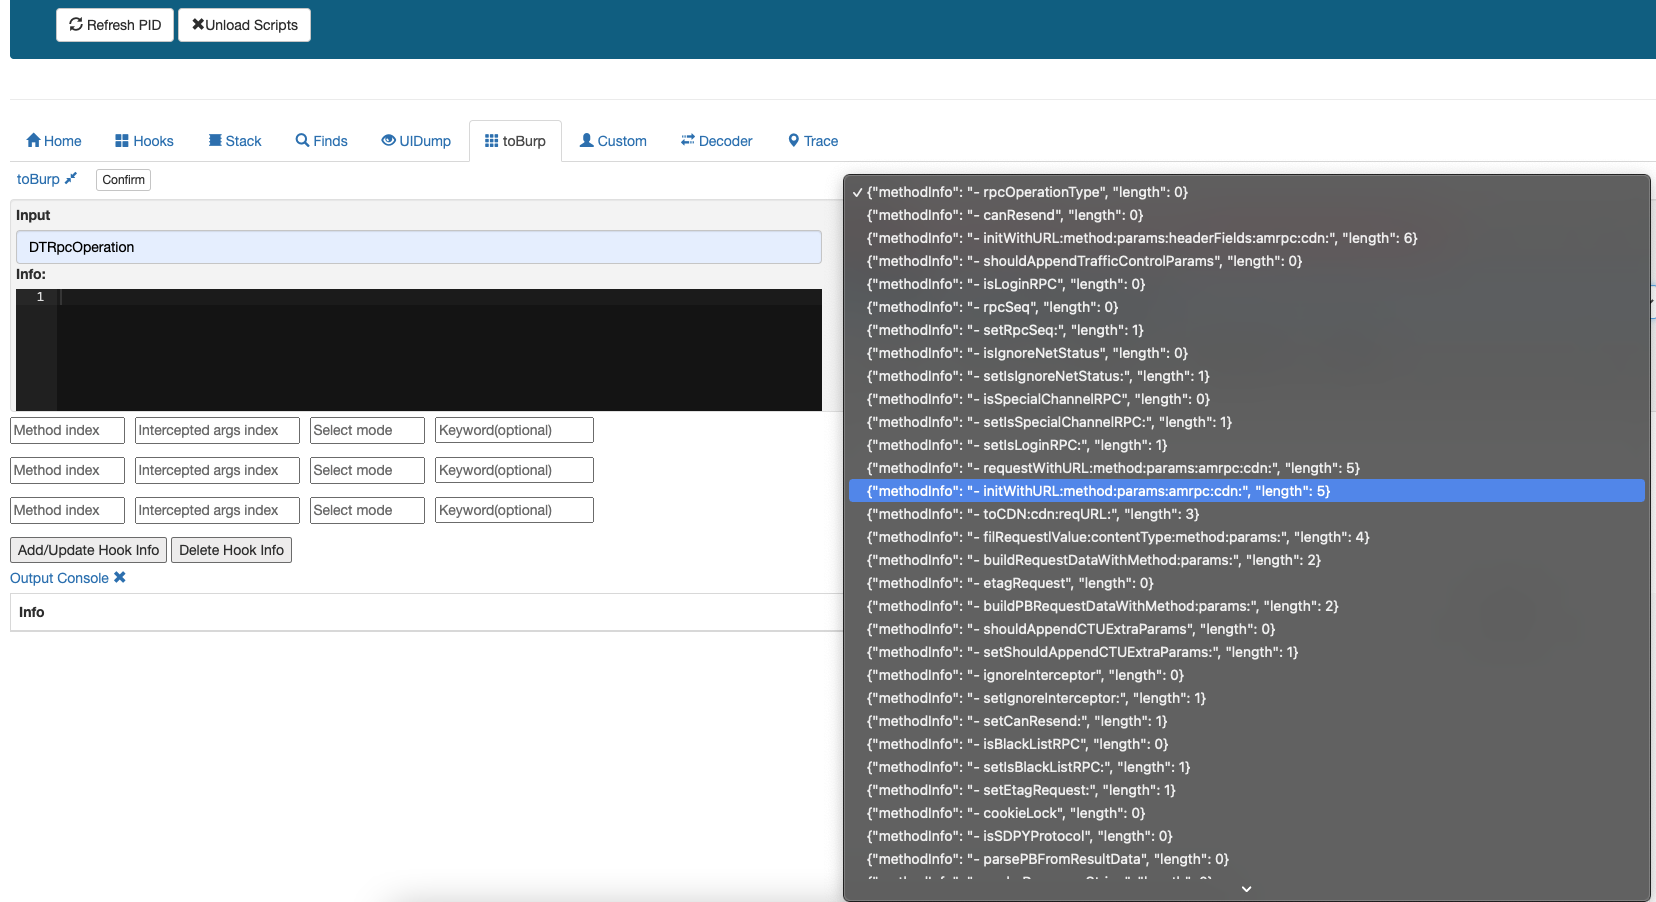 Refresh PID
Unload Scripts
Home
Hooks
Stack
Finds
UIDump
toBurp
Custom
Decoder
Trace
toBurp
Confirm
Input
DTRpcOperation
Info:
1
Method index
Intercepted args index
Select mode
Keyword(optional)
Method index
Intercepted args index
Select mode
Keyword(optional)
Method index
Intercepted args index
Select mode
Keyword(optional)
Add/Update Hook Info
Delete Hook Info
Output Console
Info
{"methodInfo": "- rpcOperationType", "length": 0}
{"methodInfo": "- canResend", "length": 0}
{"methodInfo": "- initWithURL:method:params:headerFields:amrpc:cdn:", "length": 6}
{"methodInfo": "- shouldAppendTrafficControlParams", "length": 0}
{"methodInfo": "- isLoginRPC", "length": 0}
{"methodInfo": "- rpcSeq", "length": 0}
{"methodInfo": "- setRpcSeq:", "length": 1}
{"methodInfo": "- isIgnoreNetStatus", "length": 0}
{"methodInfo": "- setIsIgnoreNetStatus:", "length": 1}
{"methodInfo": "- isSpecialChannelRPC", "length": 0}
{"methodInfo": "- setIsSpecialChannelRPC:", "length": 1}
{"methodInfo": "- setIsLoginRPC:", "length": 1}
{"methodInfo": "- requestWithURL:method:params:amrpc:cdn:", "length": 5}
{"methodInfo": "- initWithURL:method:params:amrpc:cdn:", "length": 5}
{"methodInfo": "- toCDN:cdn:reqURL:", "length": 3}
{"methodInfo": "- filRequestIValue:contentType:method:params:", "length": 4}
{"methodInfo": "- buildRequestDataWithMethod:params:", "length": 2}
{"methodInfo": "- etagRequest", "length": 0}
{"methodInfo": "- buildPBRequestDataWithMethod:params:", "length": 2}
{"methodInfo": "- shouldAppendCTUExtraParams", "length": 0}
{"methodInfo": "- setShouldAppendCTUExtraParams:", "length": 1}
{"methodInfo": "- ignoreInterceptor", "length": 0}
{"methodInfo": "- setIgnoreInterceptor:", "length": 1}
{"methodInfo": "- setCanResend:", "length": 1}
{"methodInfo": "- isBlackListRPC", "length": 0}
{"methodInfo": "- setIsBlackListRPC:", "length": 1}
{"methodInfo": "- setEtagRequest:", "length": 1}
{"methodInfo": "- cookieLock", "length": 0}
{"methodInfo": "- isSDPYProtocol", "length": 0}
{"methodInfo": "- parsePBFromResultData", "length": 0}